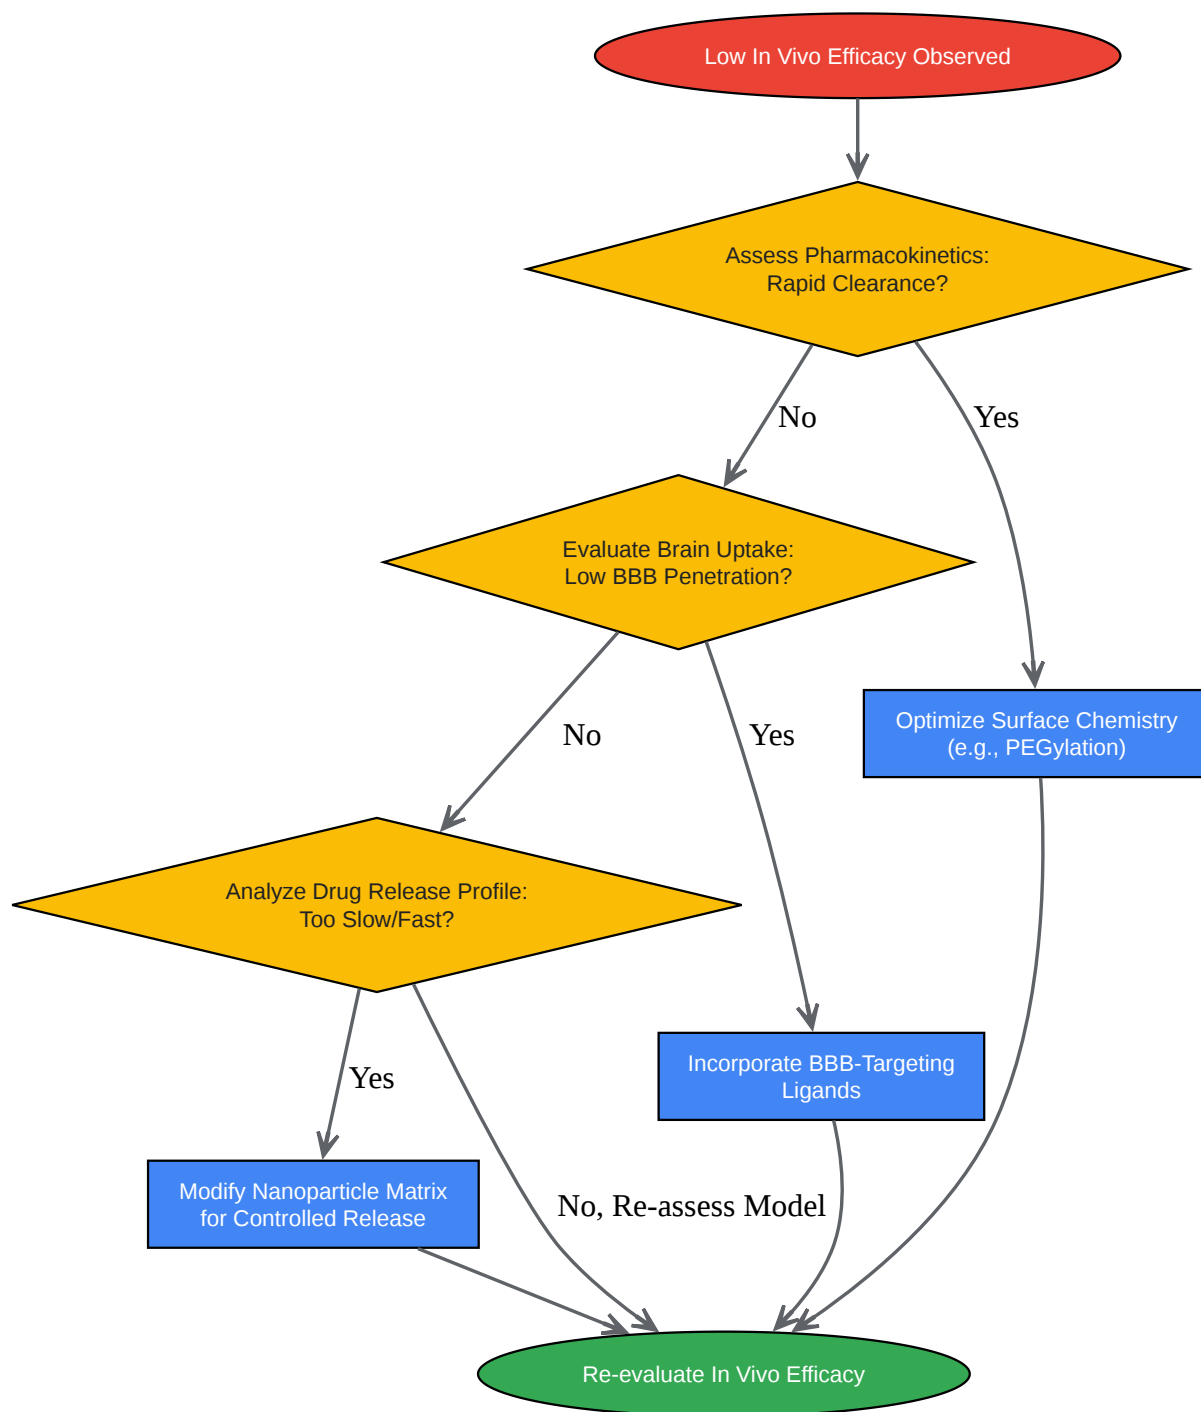 Low In Vivo Efficacy Observed
Assess Pharmacokinetics:
Rapid Clearance?
No
Yes
Evaluate Brain Uptake:
Low BBB Penetration?
No
Yes
Optimize Surface Chemistry
(e.g., PEGylation)
Analyze Drug Release Profile:
Too Slow/Fast?
Yes
Incorporate BBB-Targeting
Ligands
Modify Nanoparticle Matrix
for Controlled Release
No, Re-assess Model
Re-evaluate In Vivo Efficacy